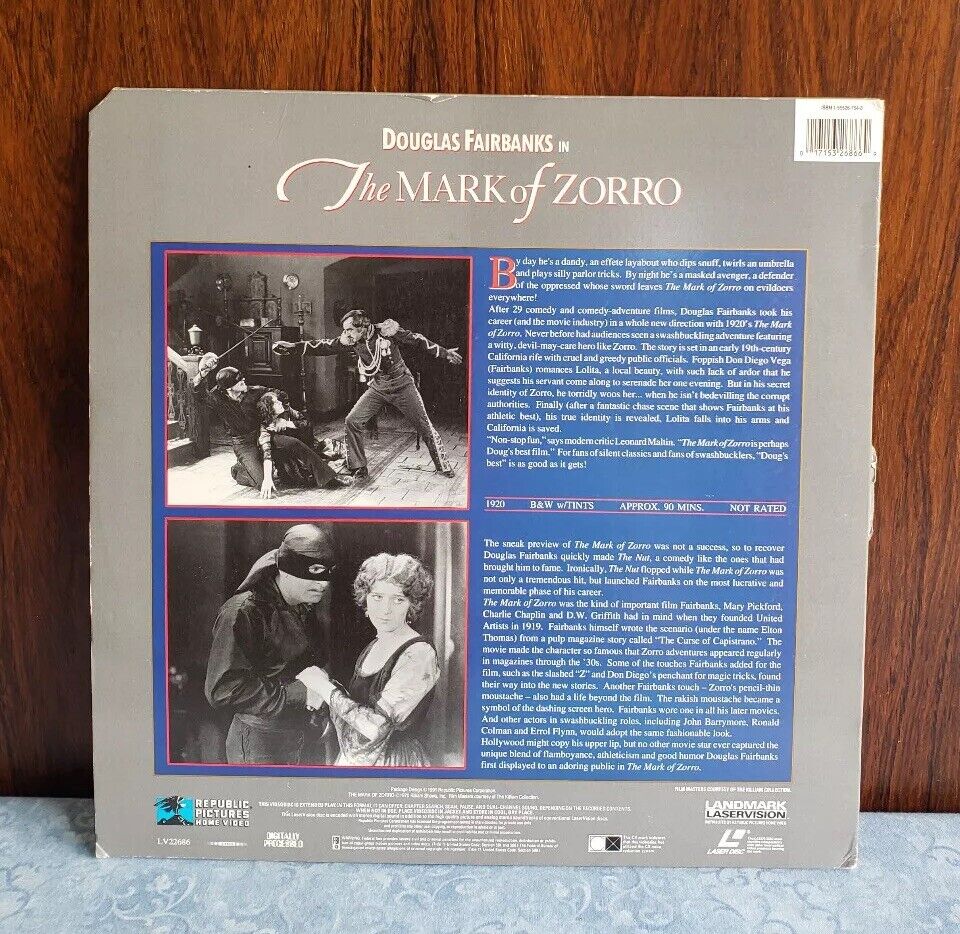 DOUGLAS FAIRBANKS IN
The MARK of ZORRO
By day he's a dandy, an effete layabout who dips snuff, twirls an umbrella
and plays silly parlor tricks. By night he's a masked avenger, a defender
of the oppressed whose sword leaves The Mark of Zorro on evildoers
everywhere!
After 29 comedy and comedy-adventure films, Douglas Fairbanks took his
career (and the movie industry) in a whole new direction with 1920's The Mark
of Zorro. Never before had audiences seen a swashbuckling adventure featuring
a witty, devil-may-care hero like Zorro. The story is set in an early 19th-century
California rife with cruel and greedy public officials. Foppish Don Diego Vega
(Fairbanks) romances Lolita, a local beauty, with such lack of ardor that he
suggests his servant come along to serenade her one evening. But in his secret
identity of Zorro, he torridly woos her... when he isn't bedevilling the corrupt
authorities. Finally (after a fantastic chase scene that shows Fairbanks at his
athletic best), his true identity is revealed, Lolita falls into his arms and
California is saved.
"Non-stop fun," says modern critic Leonard Maltin. "The Mark of Zorro is perhaps
Doug's best film." For fans of silent classics and fans of swashbucklers, "Doug's
best" is as good as it gets!
1920 B&W w/TINTS APPROX. 90 MINS. NOT RATED
The sneak preview of The Mark of Zorro was not a success, so to recover
Douglas Fairbanks quickly made The Nut, a comedy like the ones that had
brought him to fame. Ironically, The Nut flopped while The Mark of Zorro was
not only a tremendous hit, but launched Fairbanks on the most lucrative and
memorable phase of his career.
The Mark of Zorro was the kind of important film Fairbanks, Mary Pickford,
Charlie Chaplin and D.W. Griffith had in mind when they founded United
Artists in 1919. Fairbanks himself wrote the scenario (under the name Elton
Thomas) from a pulp magazine story called "The Curse of Capistrano." The
movie made the character so famous that Zorro adventures appeared regularly
in magazines through the '30s. Some of the touches Fairbanks added for the
film, such as the slashed "Z" and Don Diego's penchant for magic tricks, found
their way into the new stories. Another Fairbanks touch – Zorro's pencil-thin
moustache – also had a life beyond the film. The rakish moustache became a
symbol of the dashing screen hero. Fairbanks wore one in all his later movies.
And other actors in swashbuckling roles, including John Barrymore, Ronald
Colman and Errol Flynn, would adopt the same fashionable look.
Hollywood might copy his upper lip, but no other movie star ever captured the
unique blend of flamboyance, athleticism and good humor Douglas Fairbanks
first displayed to an adoring public in The Mark of Zorro.
FILM MASTERS COURTESY OF THE KILLIAM COLLECTION.
Package Design © 1991 Republic Pictures Corporation.
REPUBLIC
PICTURES
HOME VIDEO
LV22686
DIGITALLY
PROCESSED
LANDMARK
LASERVISION
LASER DISC
0 17153 26866 9